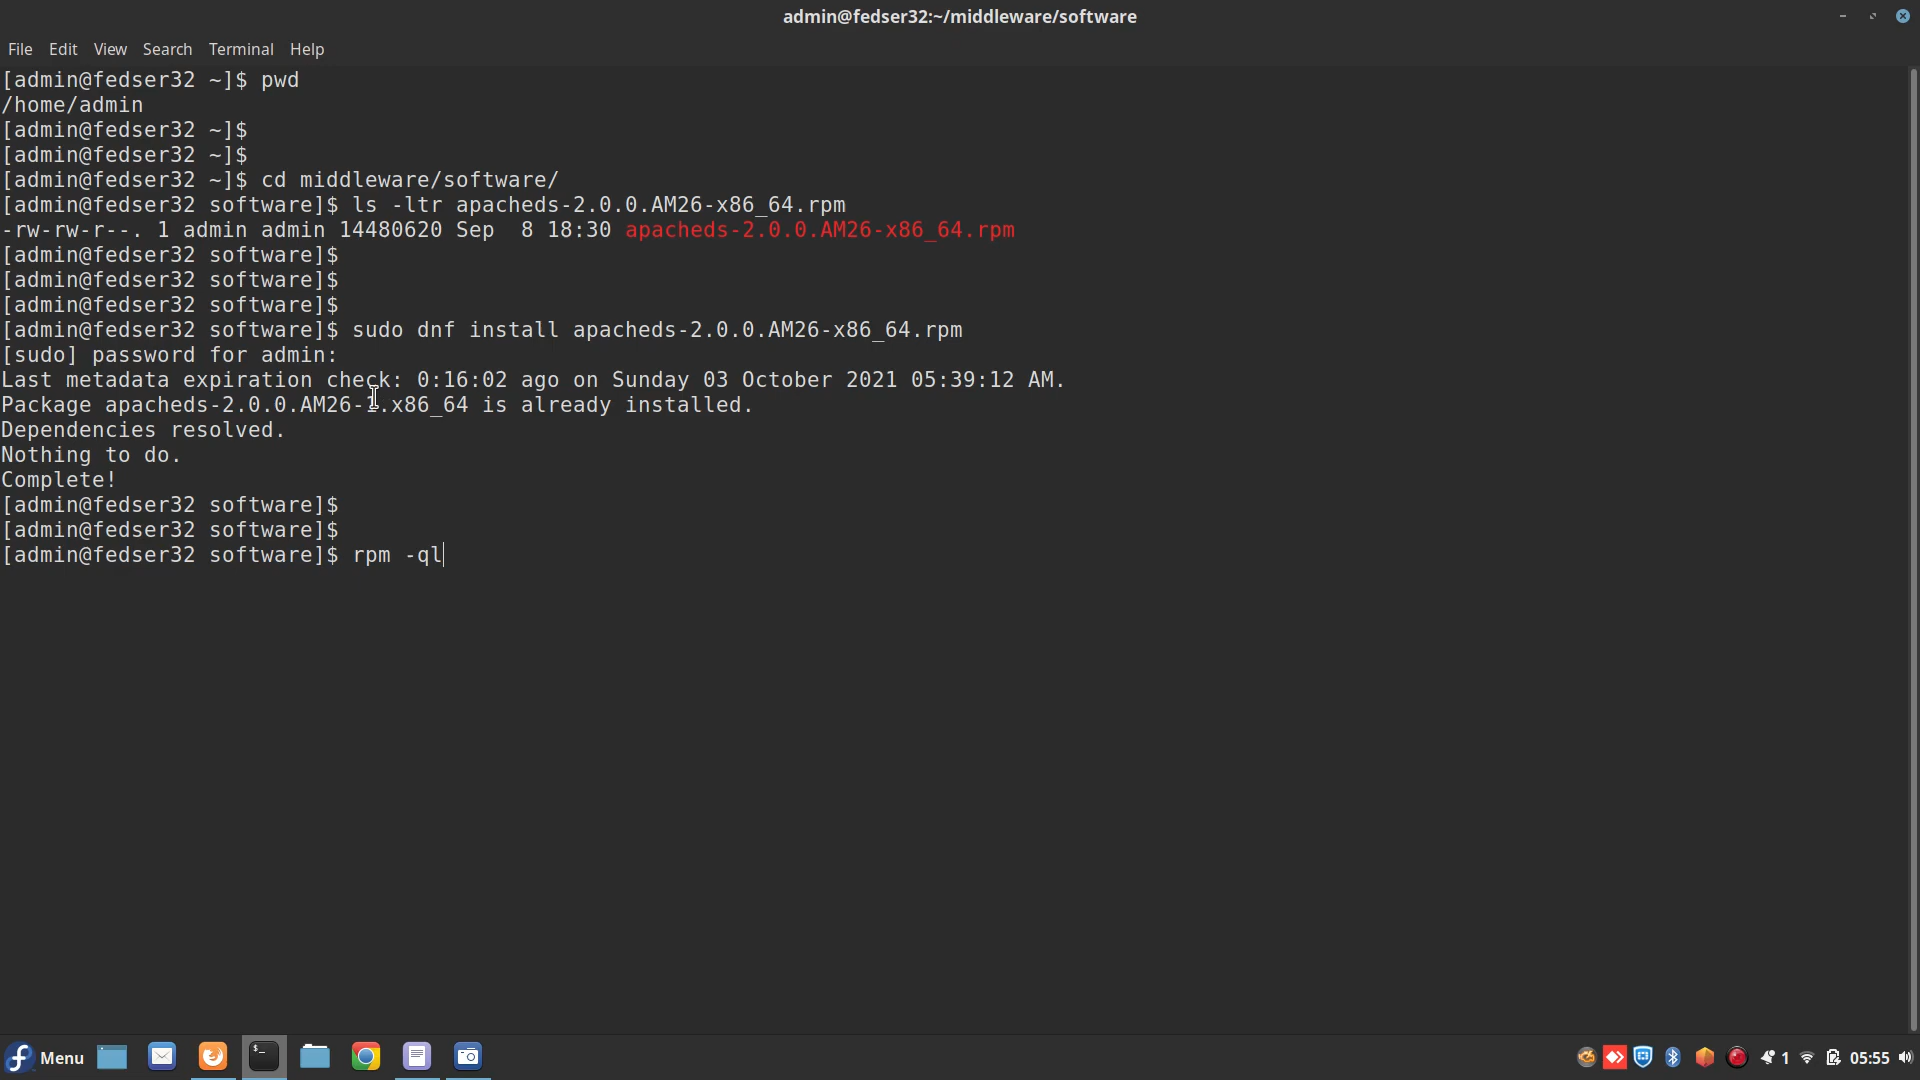 admin@fedser32:~/middleware/software
File Edit View Search Terminal Help
[admin@fedser32 ~]$ pwd
/home/admin
[admin@fedser32 ~]$
[admin@fedser32 ~]$
[admin@fedser32 ~]$ cd middleware/software/
[admin@fedser32 software]$ ls -ltr apacheds-2.0.0.AM26-x86_64.rpm
-rw-rw-r--. 1 admin admin 14480620 Sep  8 18:30 apacheds-2.0.0.AM26-x86_64.rpm
[admin@fedser32 software]$
[admin@fedser32 software]$
[admin@fedser32 software]$
[admin@fedser32 software]$ sudo dnf install apacheds-2.0.0.AM26-x86_64.rpm
[sudo] password for admin:
Last metadata expiration check: 0:16:02 ago on Sunday 03 October 2021 05:39:12 AM.
Package apacheds-2.0.0.AM26-1.x86_64 is already installed.
Dependencies resolved.
Nothing to do.
Complete!
[admin@fedser32 software]$
[admin@fedser32 software]$
[admin@fedser32 software]$ rpm -ql
Menu 1 05:55